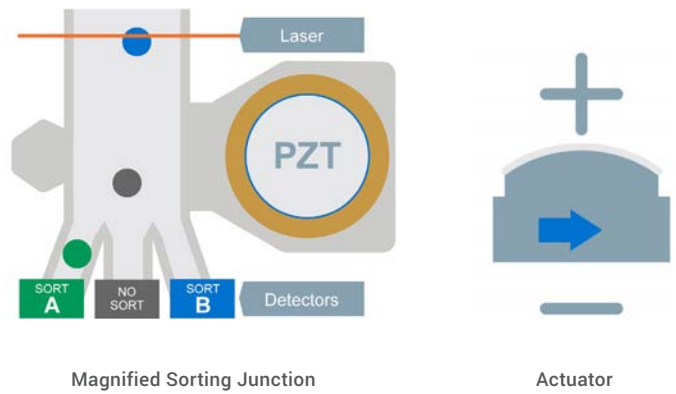 Laser
PZT
SORT
A
NO
SORT
SORT
B
Detectors
Magnified Sorting Junction
Actuator